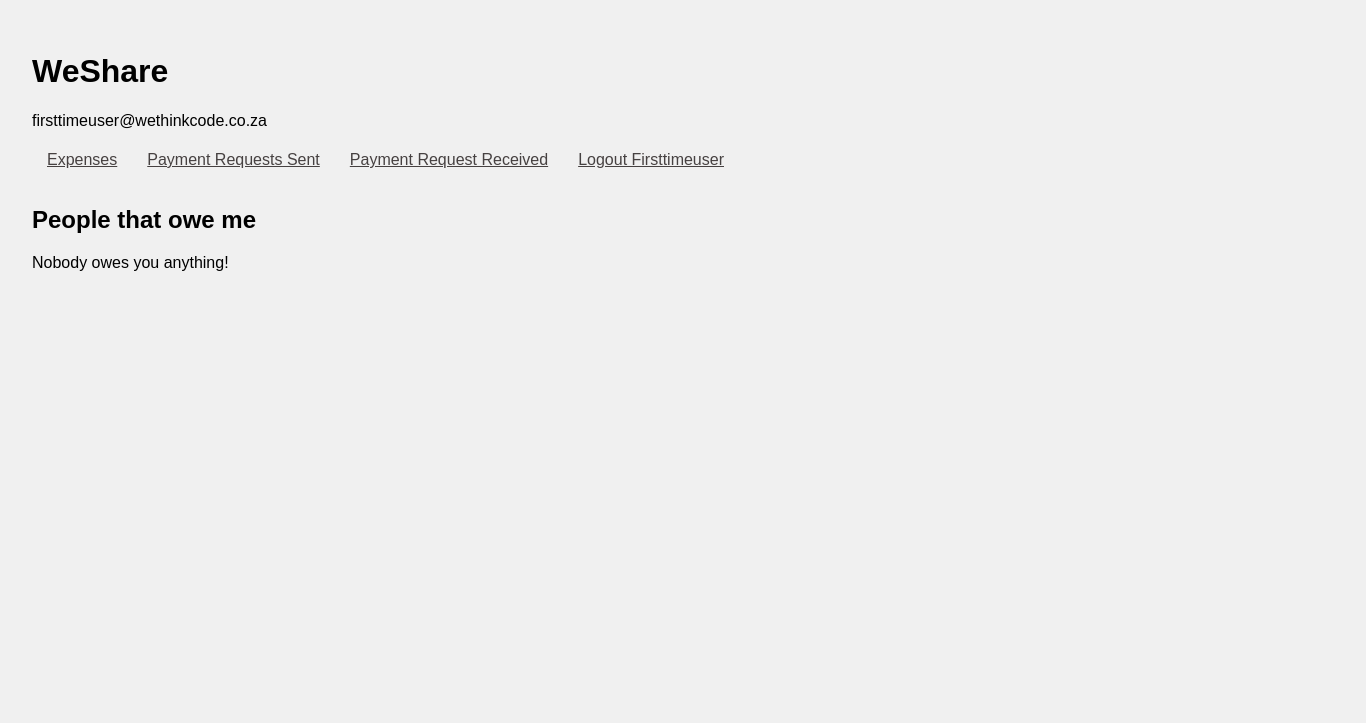 WeShare
firsttimeuser@wethinkcode.co.za
Expenses Payment Requests Sent Payment Request Received Logout Firsttimeuser
People that owe me
Nobody owes you anything!